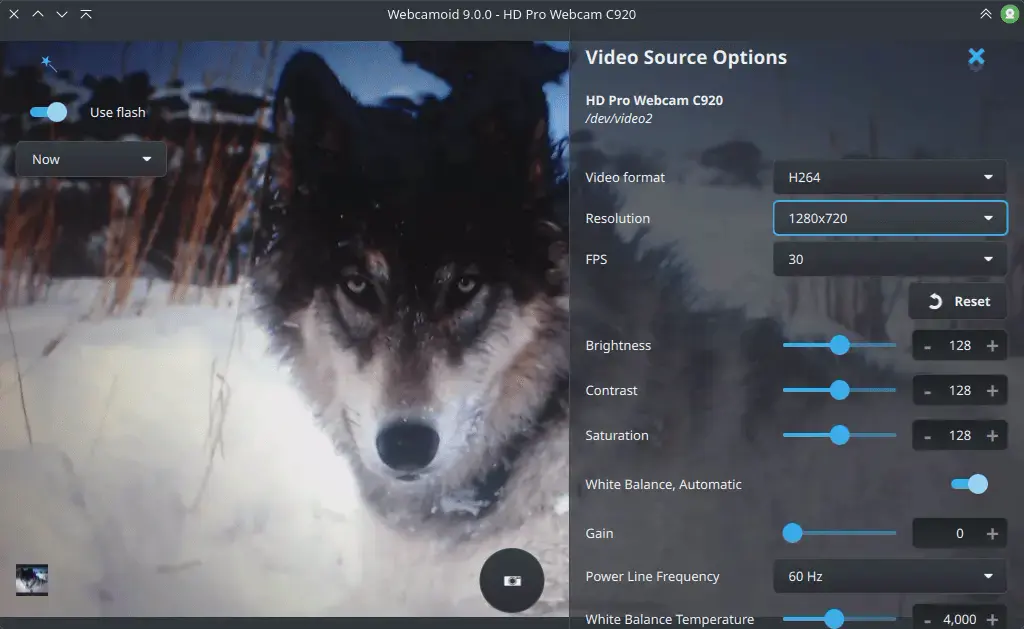 Webcamoid 9.0.0 - HD Pro Webcam C920
Use flash
Now
Video Source Options
HD Pro Webcam C920
/dev/video2
Video format H264
Resolution 1280x720
FPS 30
Reset
Brightness - 128 +
Contrast - 128 +
Saturation - 128 +
White Balance, Automatic
Gain 0 +
Power Line Frequency 60 Hz
White Balance Temperature - 4,000 +